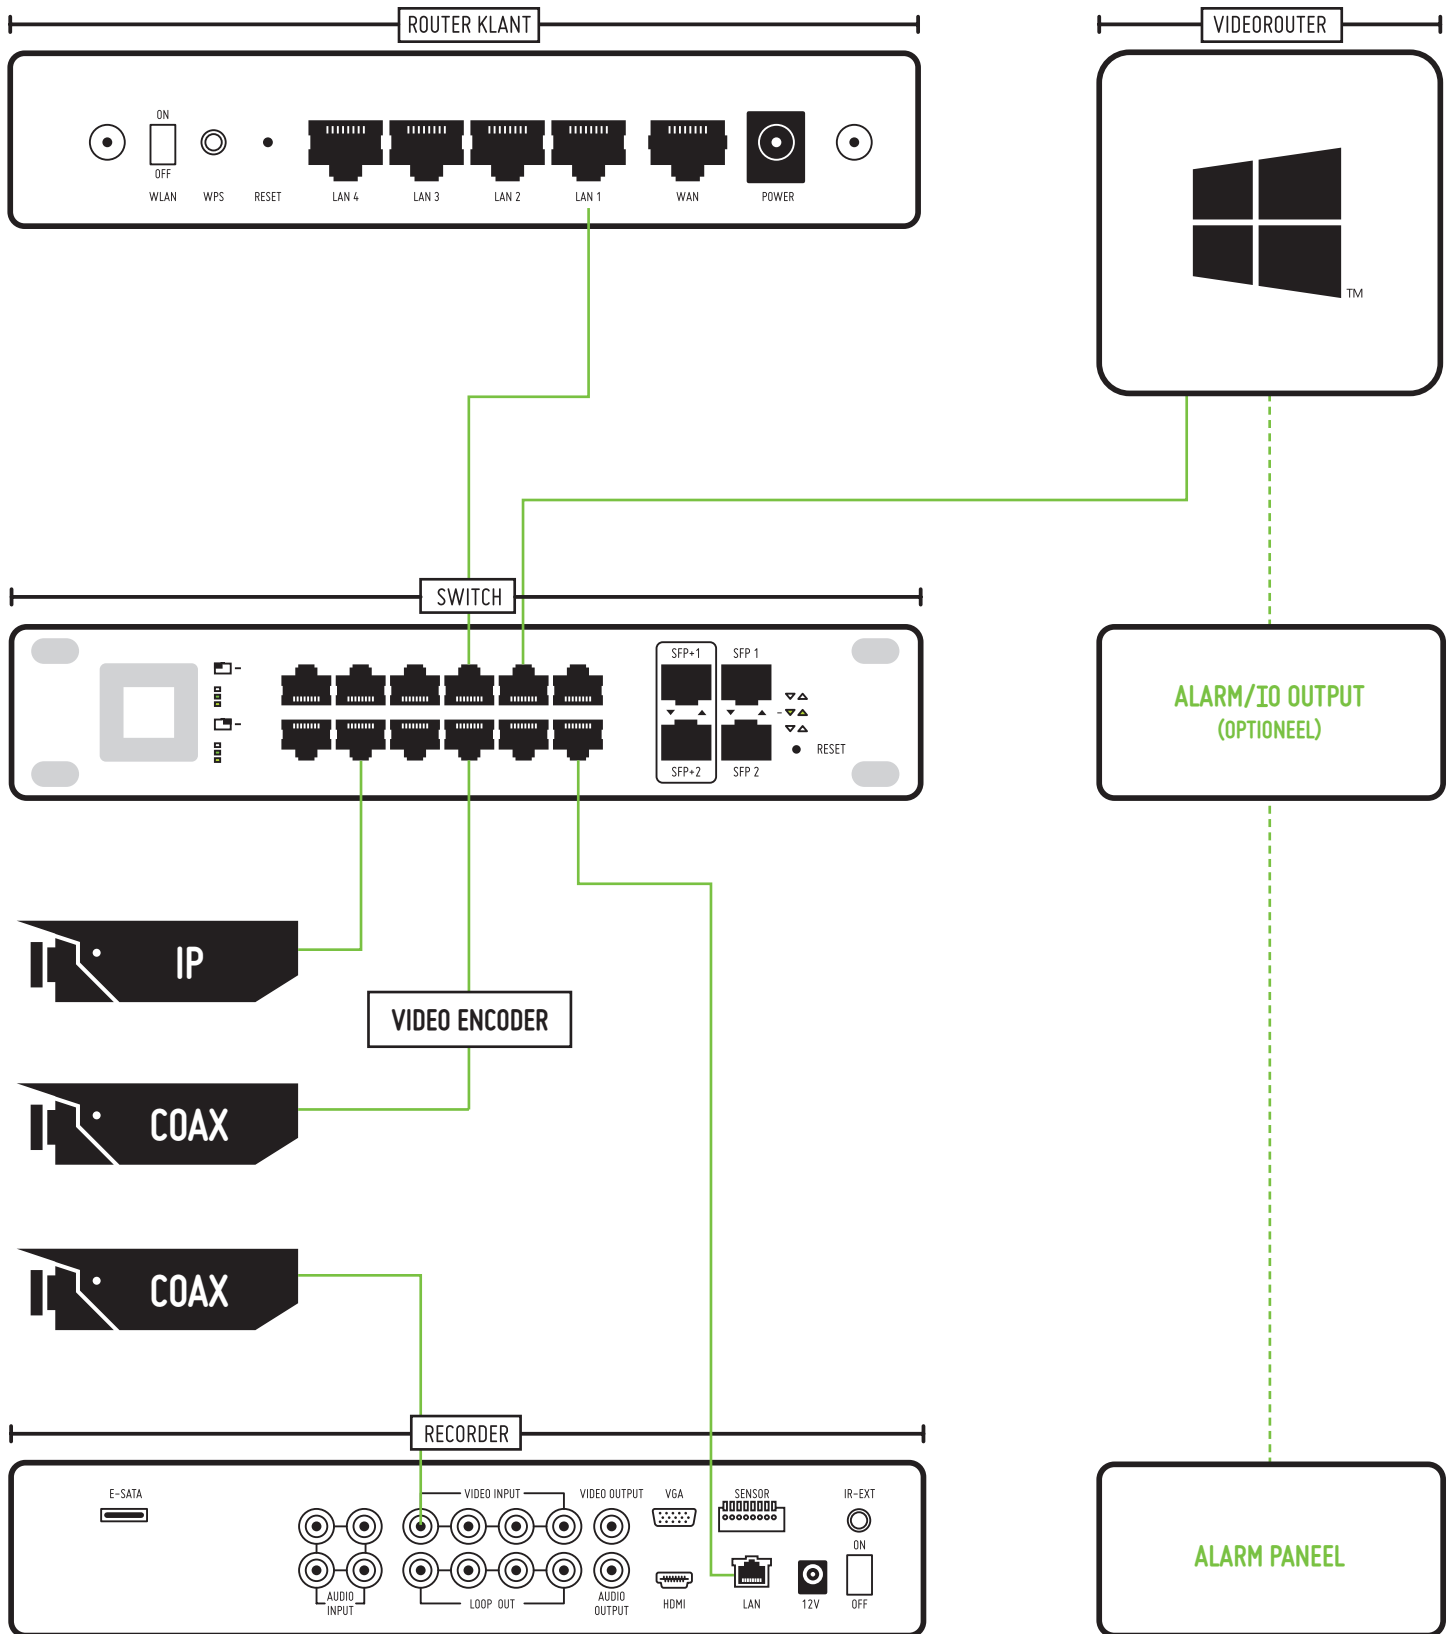 ROUTER KLANT
VIDEOROUTER
ON
OFF
WLAN
WPS
RESET
LAN 4
LAN 3
LAN 2
LAN 1
WAN
POWER
TM
SWITCH
SFP+1
SFP 1
RESET
SFP+2
SFP 2
ALARM/IO OUTPUT
(OPTIONEEL)
IP
VIDEO ENCODER
COAX
COAX
RECORDER
E-SATA
VIDEO INPUT
VIDEO OUTPUT
VGA
SENSOR
IR-EXT
ON
AUDIO
INPUT
LOOP OUT
AUDIO
OUTPUT
HDMI
LAN
12V
OFF
ALARM PANEEL